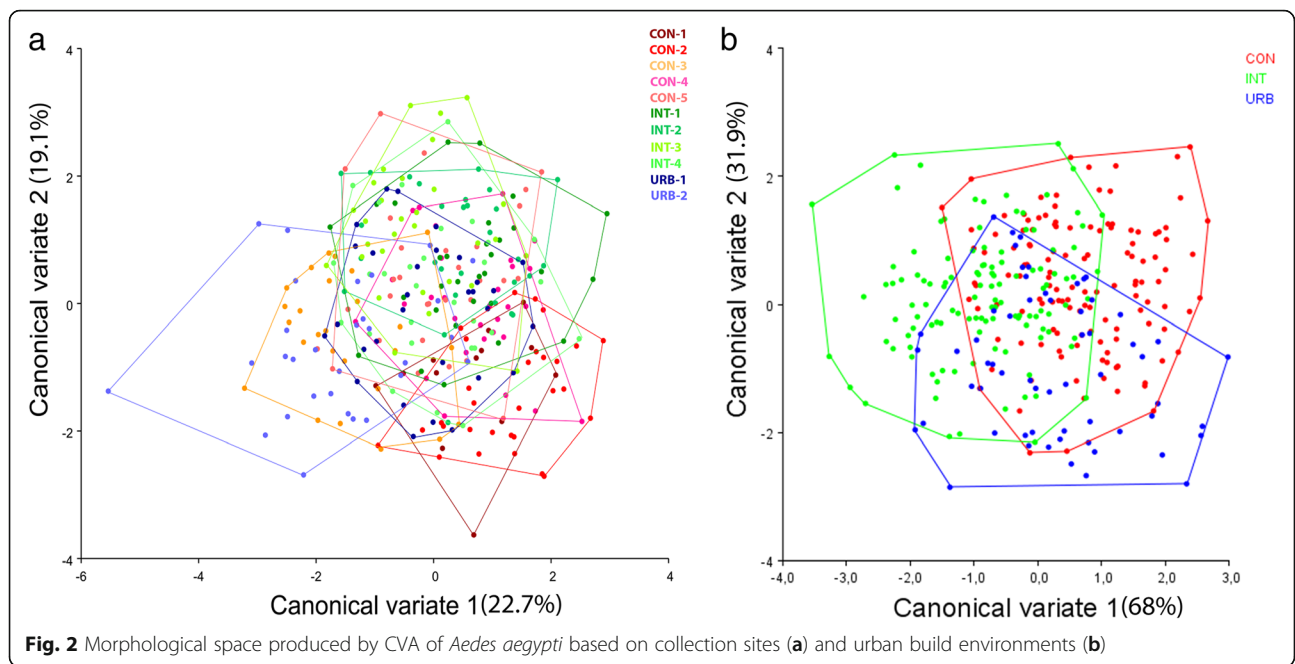 a
4
2
0
-2
-4
-6
-4
-2
0
2
4
Canonical variate 2 (19.1%)
Canonical variate 1(22.7%)
CON-1
CON-2
CON-3
CON-4
CON-5
INT-1
INT-2
INT-3
INT-4
URB-1
URB-2
b
4
2
0
-2
-4
-4,0
-3,0
-2,0
-1,0
0,0
1,0
2,0
3,0
Canonical variate 2 (31.9%)
Canonical variate 1(68%)
CON
INT
URB
Fig. 2 Morphological space produced by CVA of Aedes aegypti based on collection sites (a) and urban build environments (b)